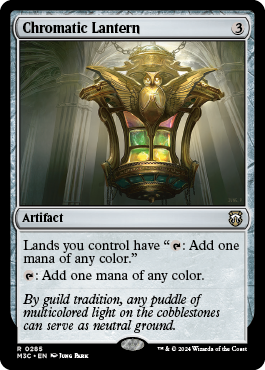 Chromatic Lantern 3
Artifact
Lands you control have “: Add one
mana of any color.”
: Add one mana of any color.
By guild tradition, any puddle of
multicolored light on the cobblestones
can serve as neutral ground.
R 0285
M3C • EN Jung Park
™ & © 2024 Wizards of the Coast